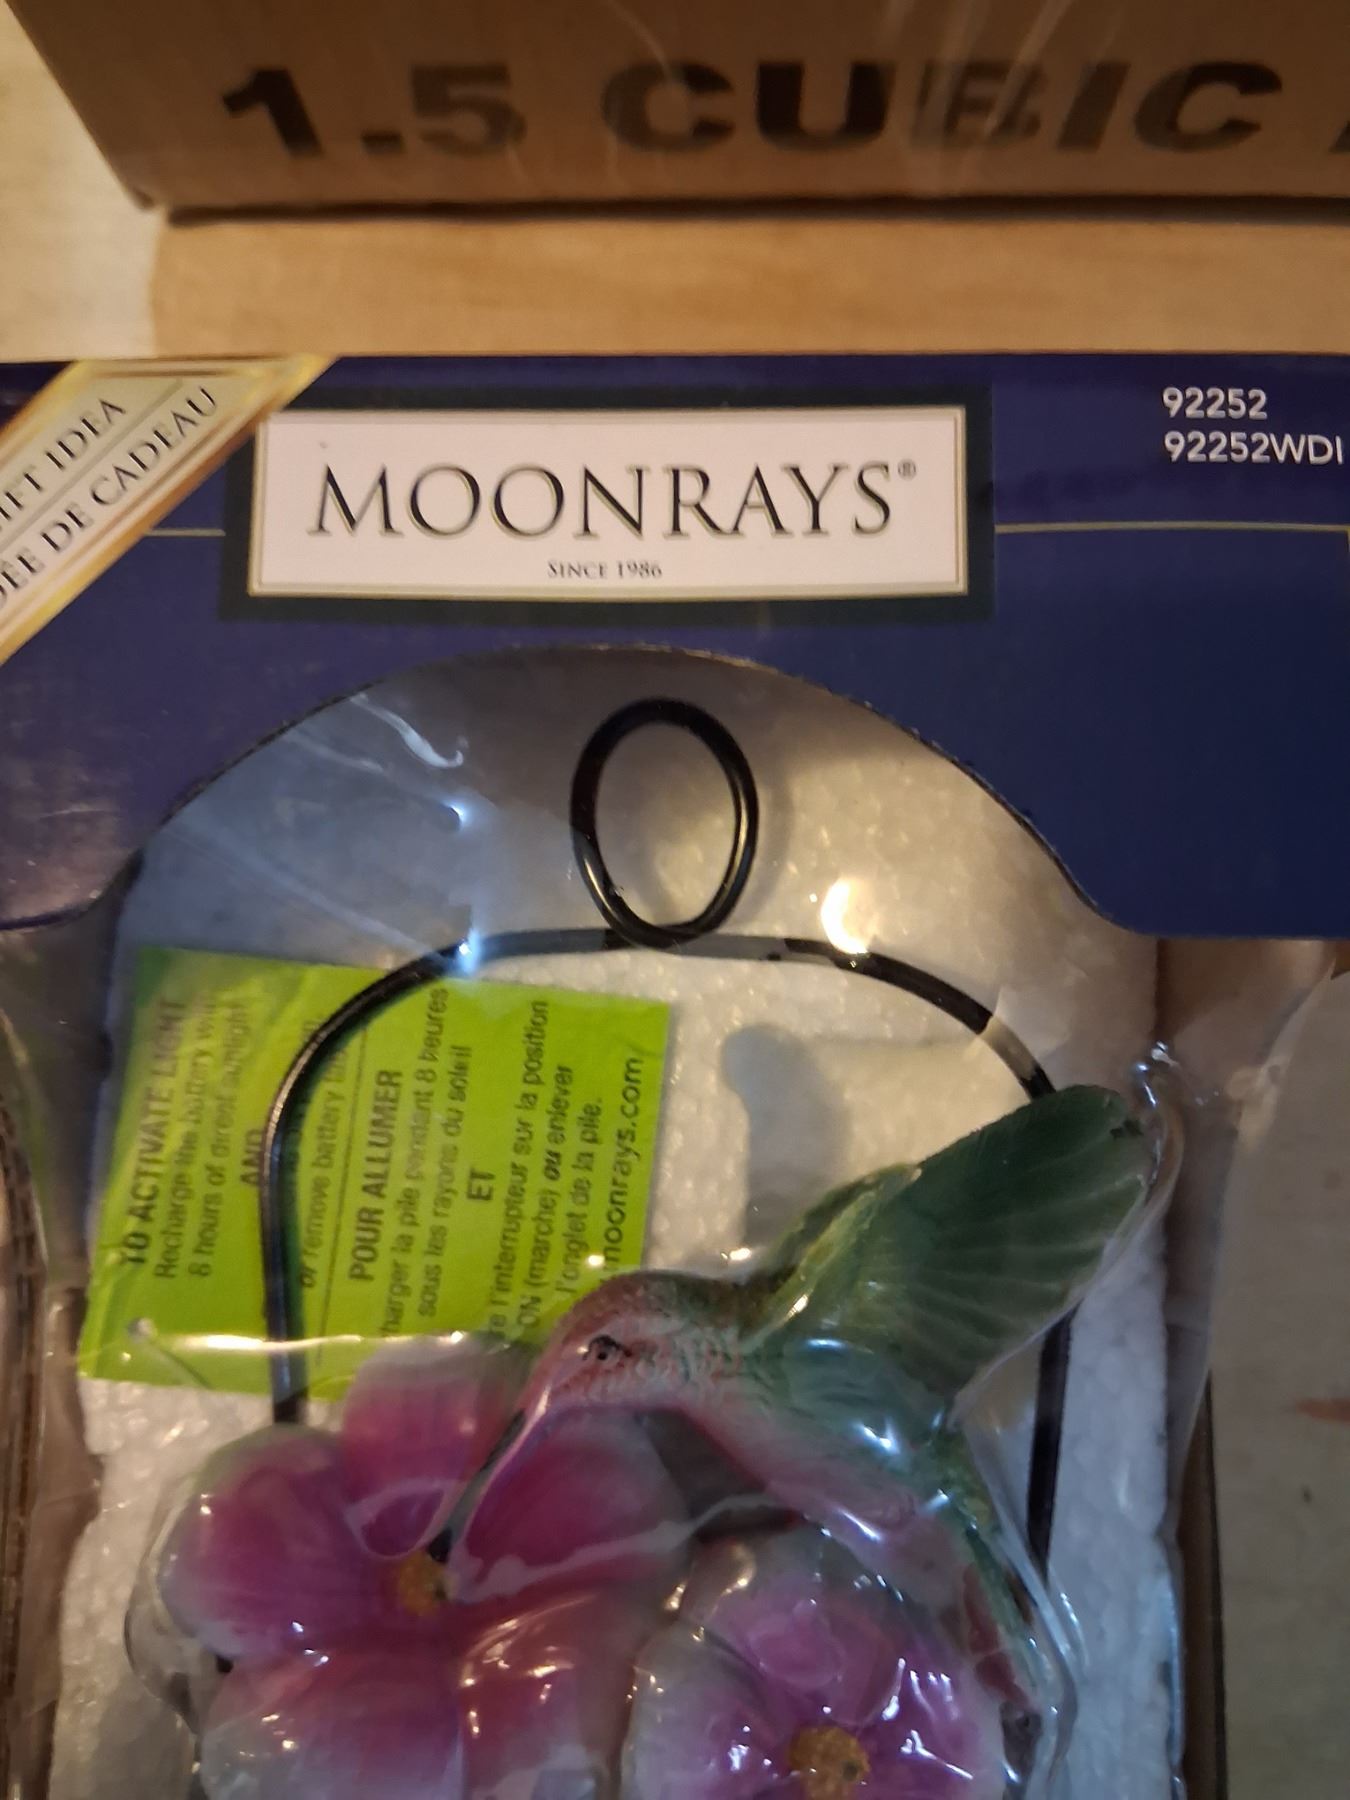 1.5 CUBIC
GIFT IDEA
IDÉE DE CADEAU
MOONRAYS®
SINCE 1986
92252
92252WDI
TO ACTIVATE LIGHT
Recharge the battery with
8 hours of direct sunlight
AND
or remove battery
POUR ALLUMER
charger la pile pendant 8 heures
sous les rayons du soleil
ET
l'interrupteur sur la position
ON (marche) ou enlever
l'onglet de la pile.
moonrays.com